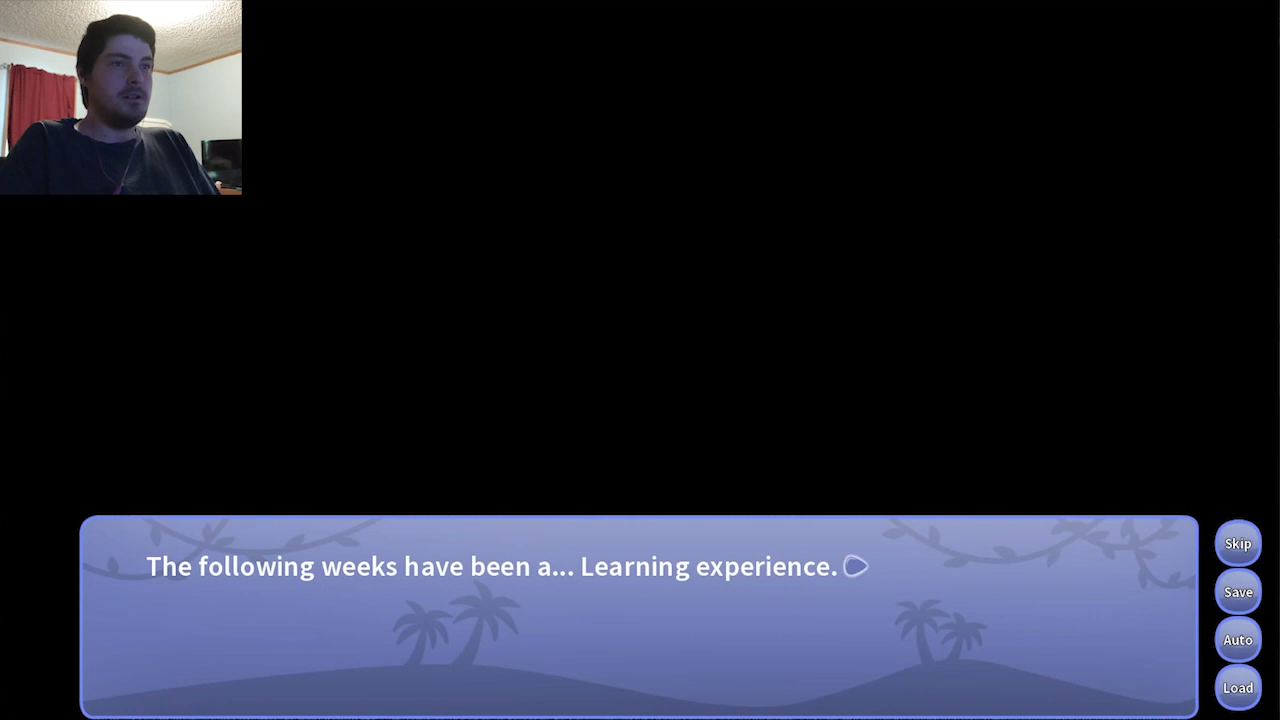 The following weeks have been a... Learning experience.
Skip
Save
Auto
Load